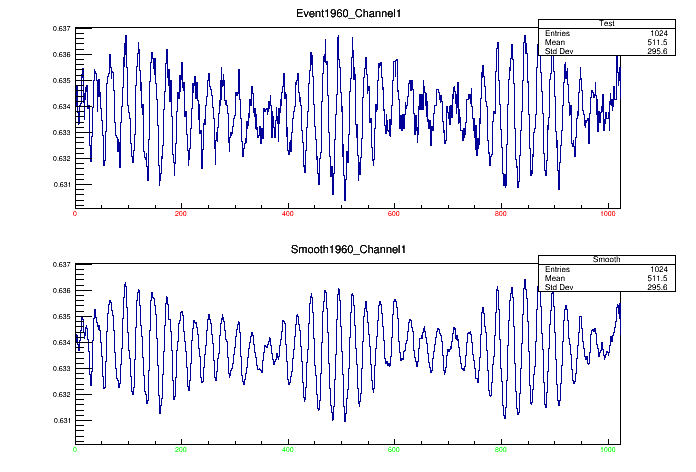 Event1960_Channel1
Test
Entries 1024
Mean 511.5
Std Dev 295.6
0.637
0.636
0.635
0.634
0.633
0.632
0.631
0 200 400 600 800 1000
Smooth1960_Channel1
Smooth
Entries 1024
Mean 511.5
Std Dev 295.6
0.637
0.636
0.635
0.634
0.633
0.632
0.631
0 200 400 600 800 1000